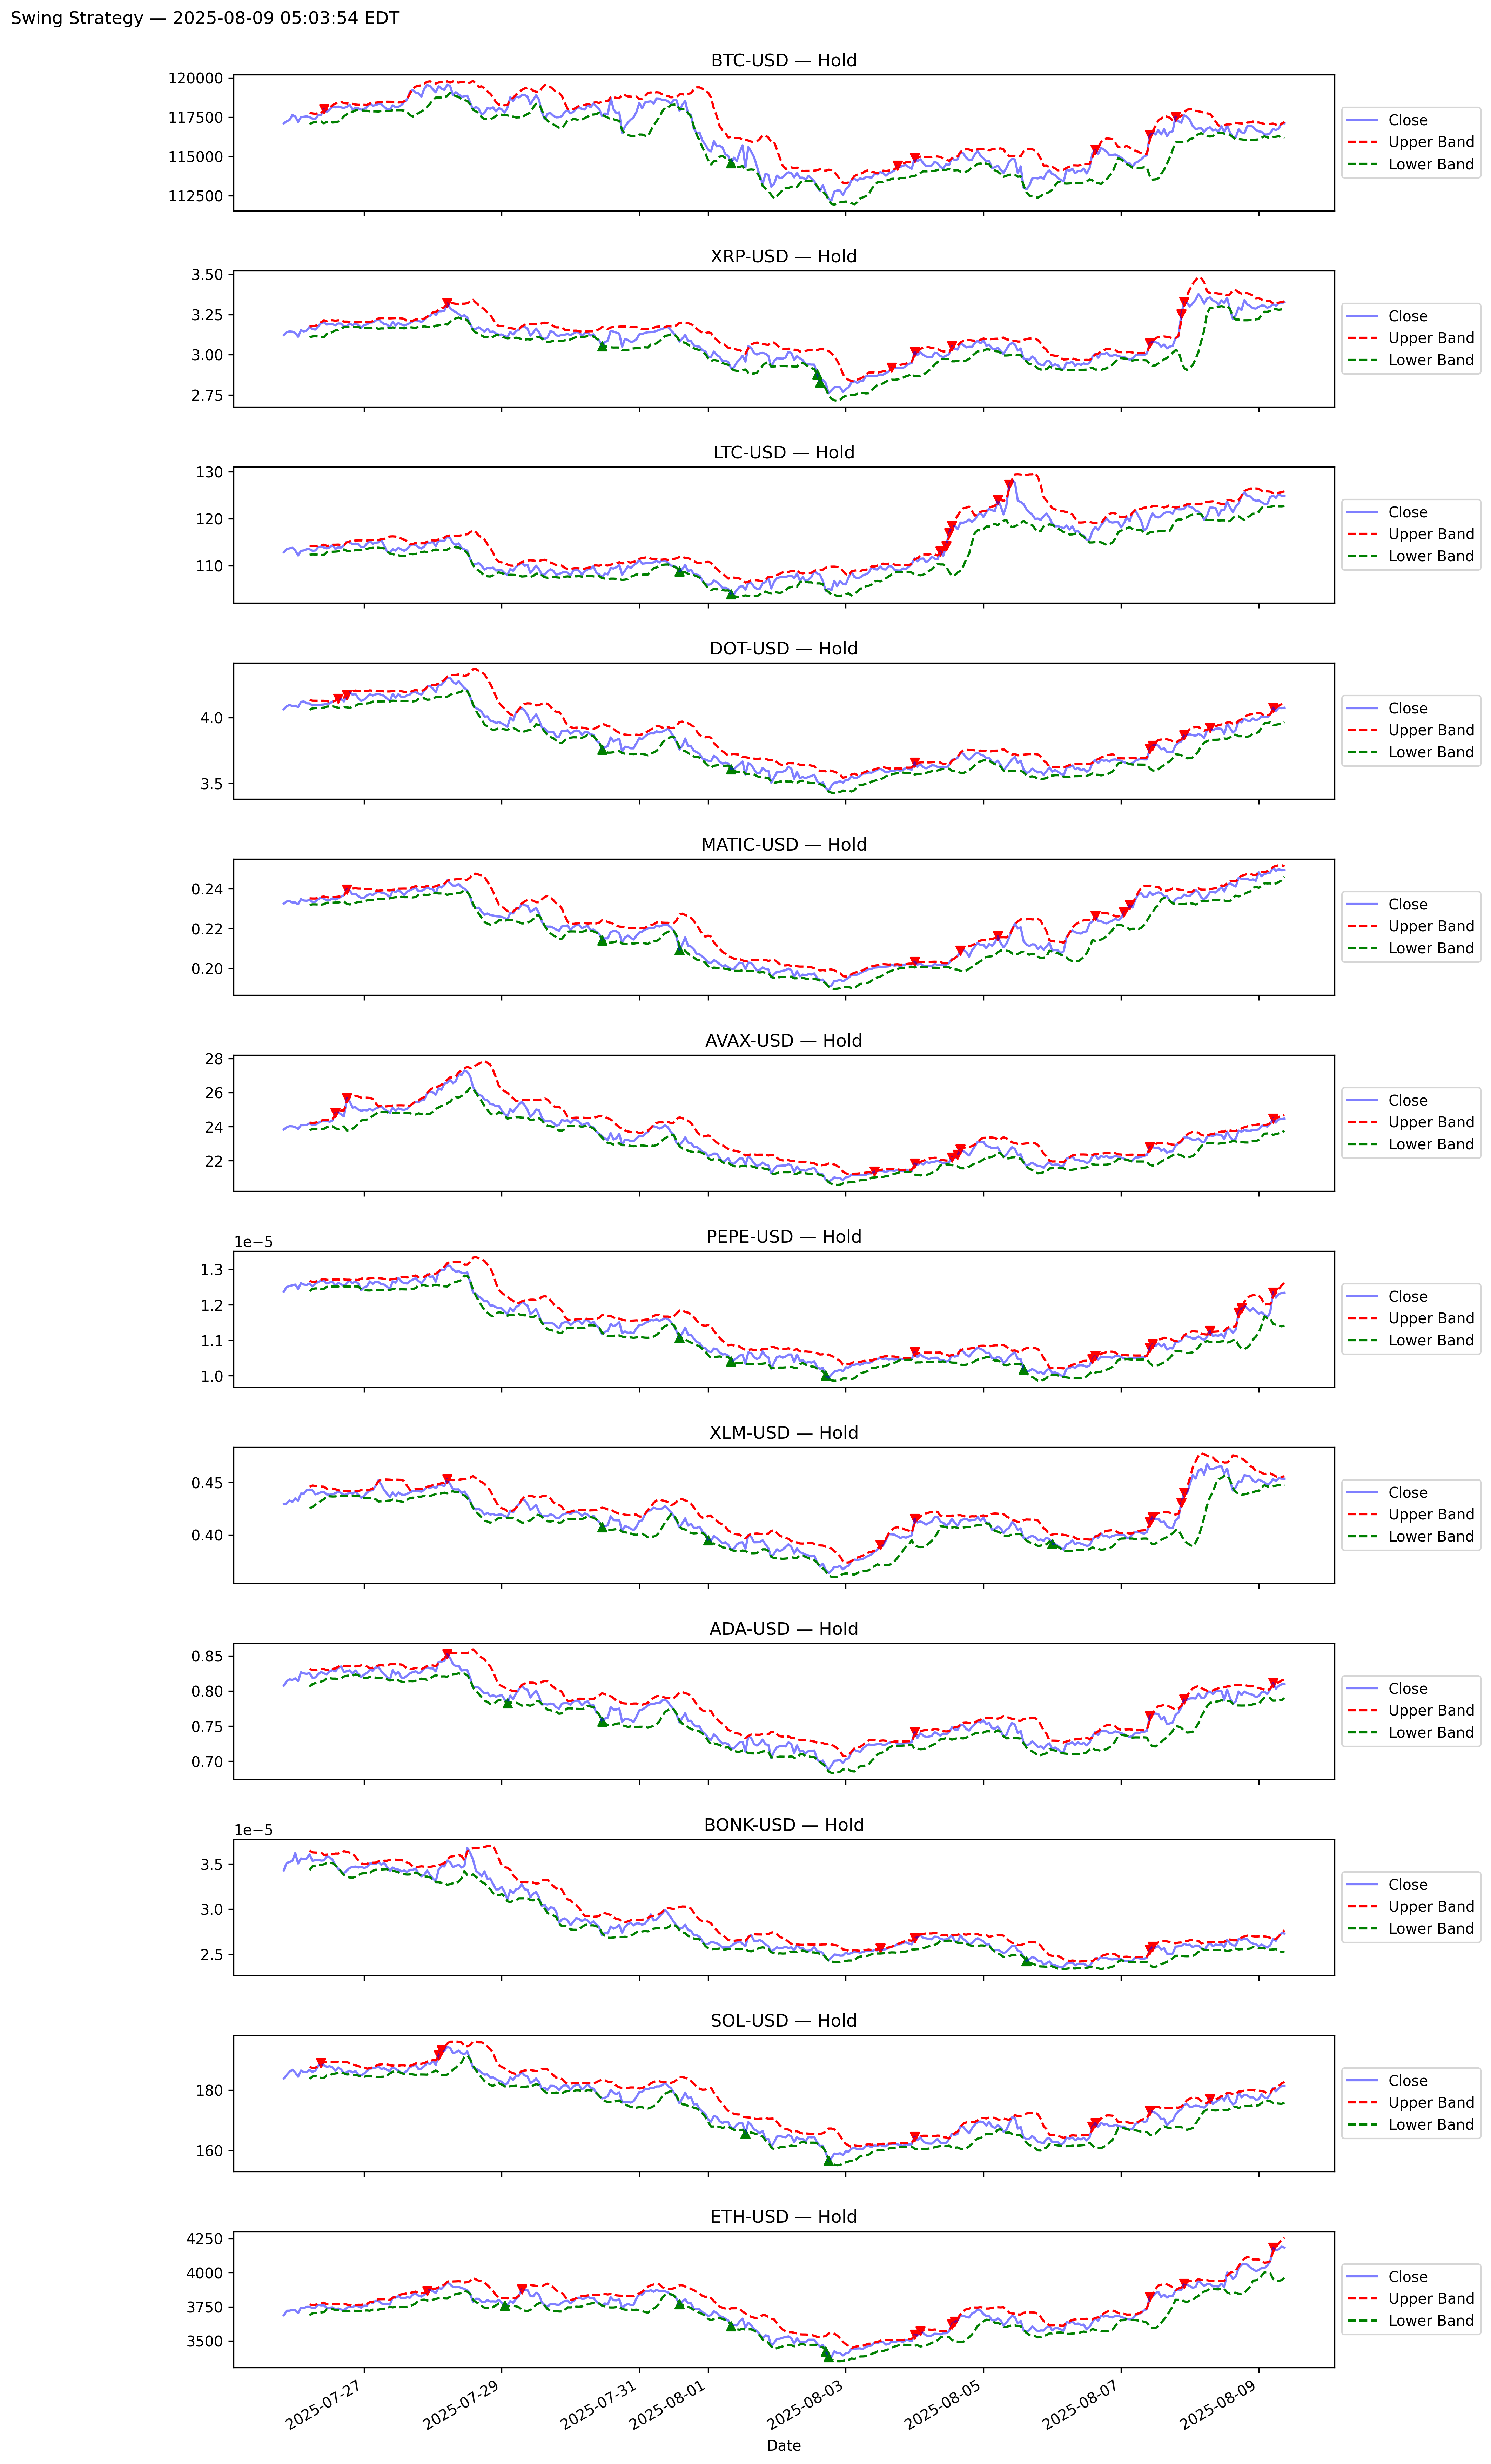 Swing Strategy — 2025-08-09 05:03:54 EDT
BTC-USD — Hold
120000
117500
115000
112500
Close
Upper Band
Lower Band
XRP-USD — Hold
3.50
3.25
3.00
2.75
Close
Upper Band
Lower Band
LTC-USD — Hold
130
120
110
Close
Upper Band
Lower Band
DOT-USD — Hold
4.0
3.5
Close
Upper Band
Lower Band
MATIC-USD — Hold
0.24
0.22
0.20
Close
Upper Band
Lower Band
AVAX-USD — Hold
28
26
24
22
Close
Upper Band
Lower Band
PEPE-USD — Hold
1e−5
1.3
1.2
1.1
1.0
Close
Upper Band
Lower Band
XLM-USD — Hold
0.45
0.40
Close
Upper Band
Lower Band
ADA-USD — Hold
0.85
0.80
0.75
0.70
Close
Upper Band
Lower Band
BONK-USD — Hold
1e−5
3.5
3.0
2.5
Close
Upper Band
Lower Band
SOL-USD — Hold
180
160
Close
Upper Band
Lower Band
ETH-USD — Hold
4250
4000
3750
3500
Close
Upper Band
Lower Band
2025-07-27
2025-07-29
2025-07-31
2025-08-01
2025-08-03
2025-08-05
2025-08-07
2025-08-09
Date